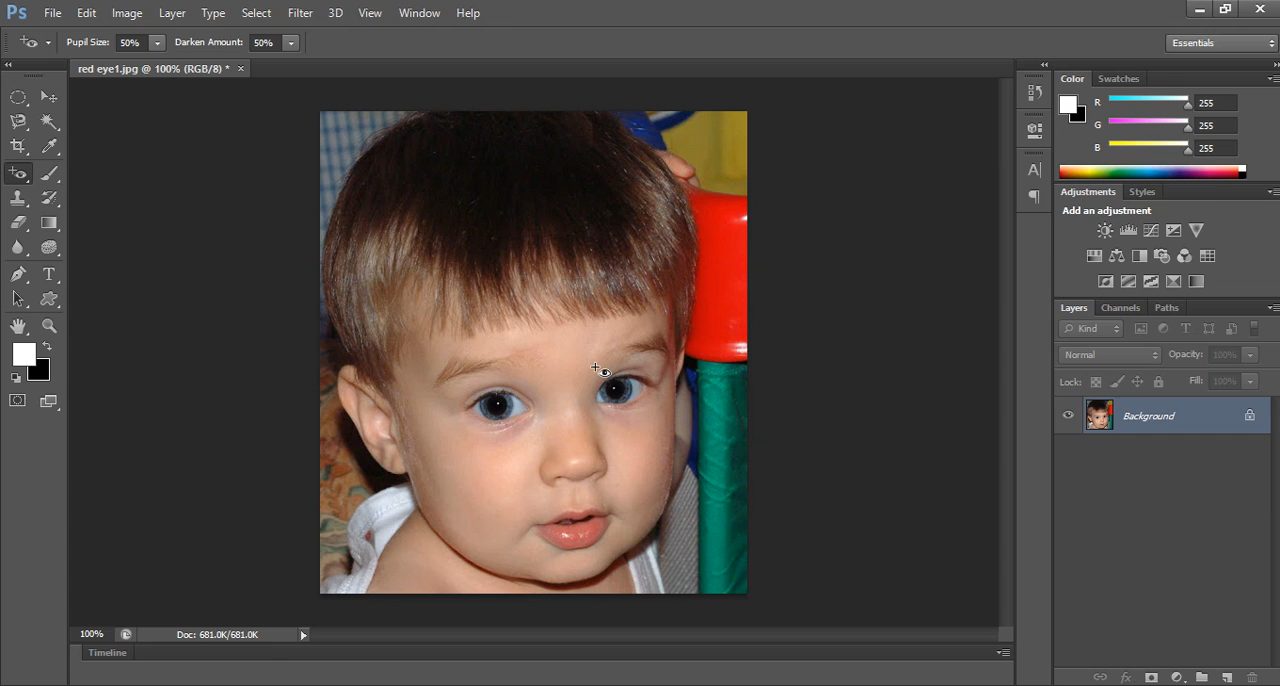 Ps File Edit Image Layer Type Select Filter 3D View Window Help
Pupil Size: 50% Darken Amount: 50% Essentials
red eye1.jpg @ 100% (RGB/8) * ×
Color Swatches
R 255
G 255
B 255
Adjustments Styles
Add an adjustment
Layers Channels Paths
Kind
Normal Opacity: 100%
Lock: Fill: 100%
Background
100% Doc: 681.0K/681.0K
Timeline